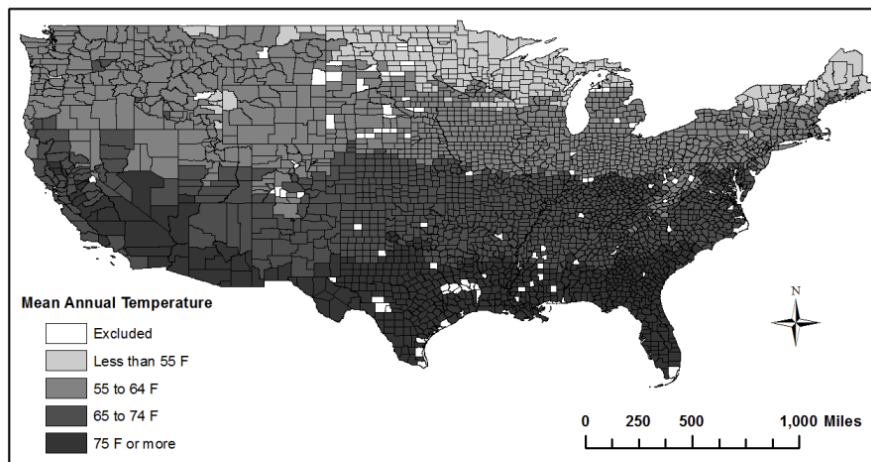 Mean Annual Temperature
Excluded
Less than 55 F
55 to 64 F
65 to 74 F
75 F or more
N
0 250 500 1,000 Miles